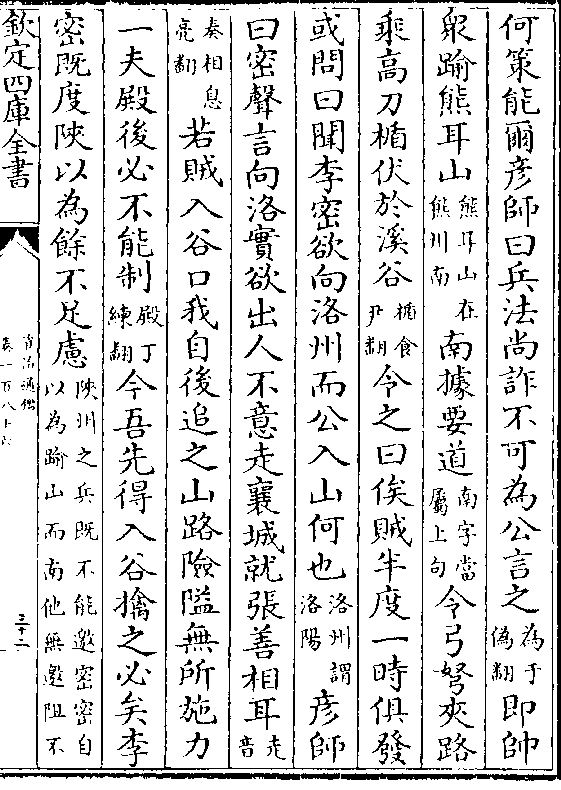 何策能爾彥師曰兵法尚詐不可為公言之為于偽翻即帥
衆踰熊耳山熊耳山在熊州南南據要道南字當屬上句令弓弩夾路
乘高刀楯伏於溪谷楯食尹翻令之曰俟賊半度一時俱發
或問曰聞李密欲向洛州而公入山何也洛州謂洛陽彥師
曰密聲言向洛實欲出人不意走襄城就張善相耳走音
奏相息亮翻若賊入谷口我自後追之山路險隘無所施力
一夫殿後必不能制殿丁練翻今吾先得入谷擒之必矣李
密既度陜以為餘不足慮陜州之兵既不能邀密密自以為踰山而南他無邀阻不
欽定四庫全書
資治通鑑
卷一百八十六
三十二